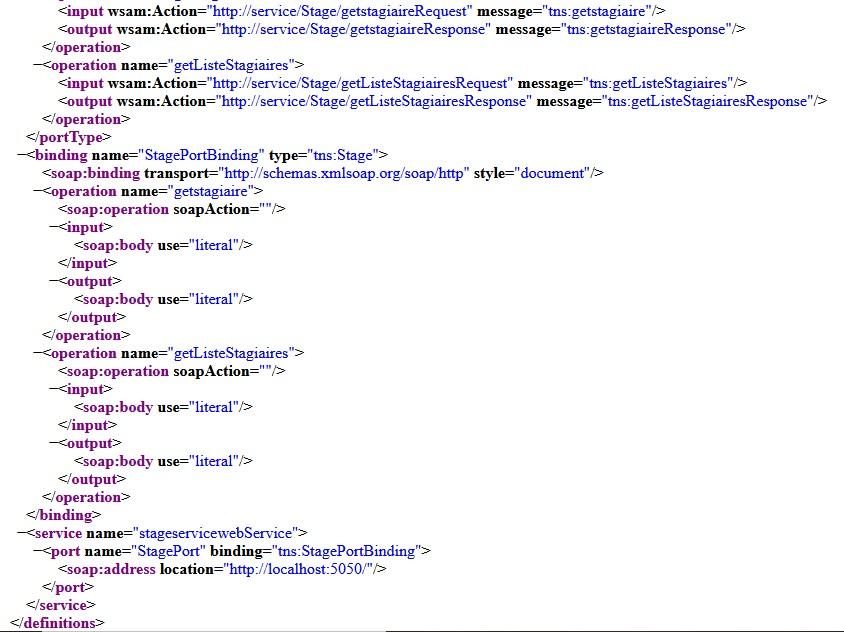 <input wsam:Action="http://service/Stage/getstagiaireRequest" message="tns:getstagiaire"/>
<output wsam:Action="http://service/Stage/getstagiaireResponse" message="tns:getstagiaireResponse"/>
</operation>
−<operation name="getListeStagiaires">
<input wsam:Action="http://service/Stage/getListeStagiairesRequest" message="tns:getListeStagiaires"/>
<output wsam:Action="http://service/Stage/getListeStagiairesResponse" message="tns:getListeStagiairesResponse"/>
</operation>
</portType>
−<binding name="StagePortBinding" type="tns:Stage">
<soap:binding transport="http://schemas.xmlsoap.org/soap/http" style="document"/>
−<operation name="getstagiaire">
<soap:operation soapAction=""/>
−<input>
<soap:body use="literal"/>
</input>
−<output>
<soap:body use="literal"/>
</output>
</operation>
−<operation name="getListeStagiaires">
<soap:operation soapAction=""/>
−<input>
<soap:body use="literal"/>
</input>
−<output>
<soap:body use="literal"/>
</output>
</operation>
</binding>
−<service name="stageservicewebService">
−<port name="StagePort" binding="tns:StagePortBinding">
<soap:address location="http://localhost:5050/"/>
</port>
</service>
</definitions>